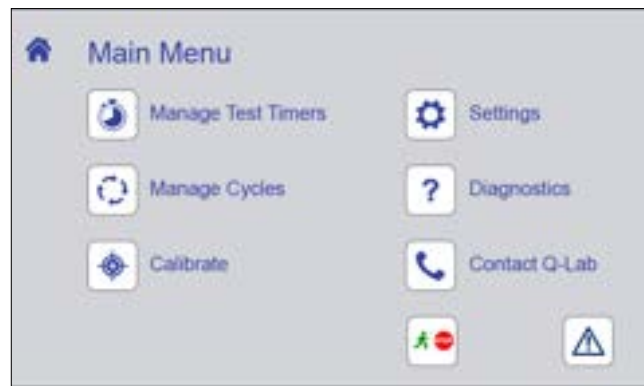 Main Menu
Manage Test Timers
Settings
Manage Cycles
?
Diagnostics
Calibrate
Contact Q-Lab